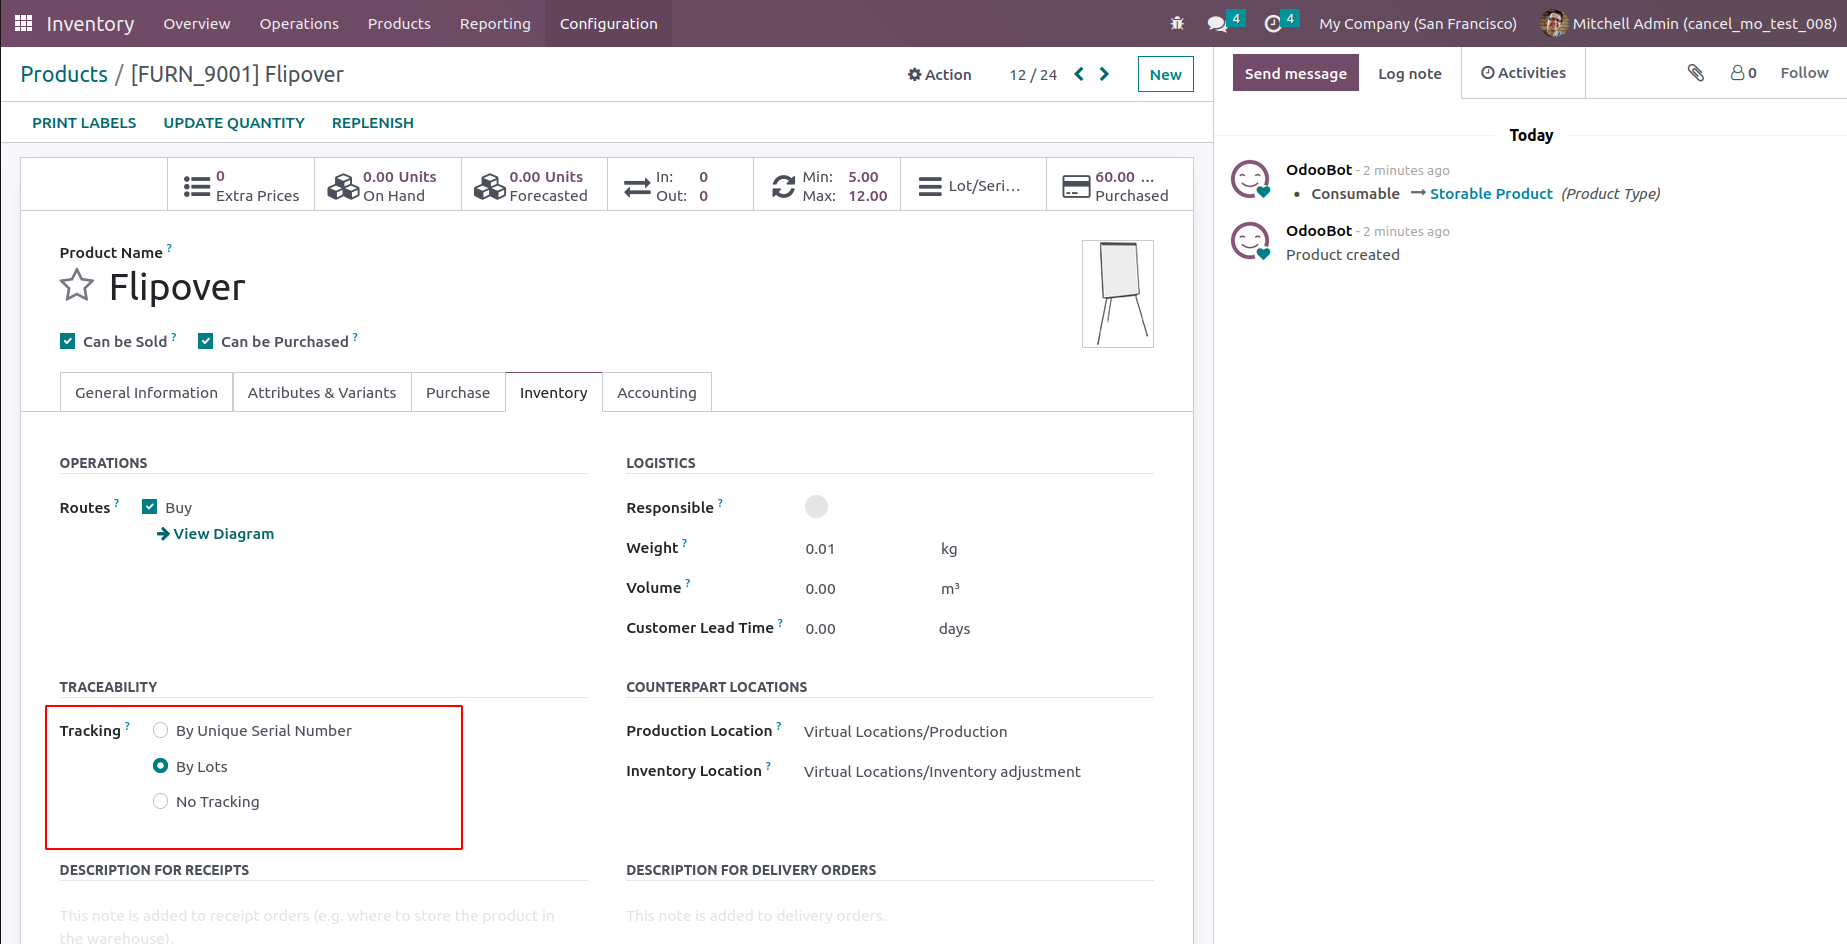 Inventory Overview Operations Products Reporting Configuration 4 4 My Company (San Francisco) Mitchell Admin (cancel_mo_test_008)
Products / [FURN_9001] Flipover Action 12 / 24 New
Send message Log note Activities 0 Follow
PRINT LABELS UPDATE QUANTITY REPLENISH
0 Extra Prices
0.00 Units On Hand
0.00 Units Forecasted
In: 0
Out: 0
Min: 5.00
Max: 12.00
Lot/Seri...
60.00 ... Purchased
Product Name ?
Flipover
Can be Sold ? Can be Purchased ?
General Information Attributes & Variants Purchase Inventory Accounting
OPERATIONS
Routes ? Buy
View Diagram
LOGISTICS
Responsible ?
Weight ? 0.01 kg
Volume ? 0.00 m³
Customer Lead Time ? 0.00 days
TRACEABILITY
Tracking ? By Unique Serial Number
By Lots
No Tracking
COUNTERPART LOCATIONS
Production Location ? Virtual Locations/Production
Inventory Location ? Virtual Locations/Inventory adjustment
DESCRIPTION FOR RECEIPTS
This note is added to receipt orders (e.g. where to store the product in
the warehouse).
DESCRIPTION FOR DELIVERY ORDERS
This note is added to delivery orders.
Today
OdooBot - 2 minutes ago
• Consumable → Storable Product (Product Type)
OdooBot - 2 minutes ago
Product created